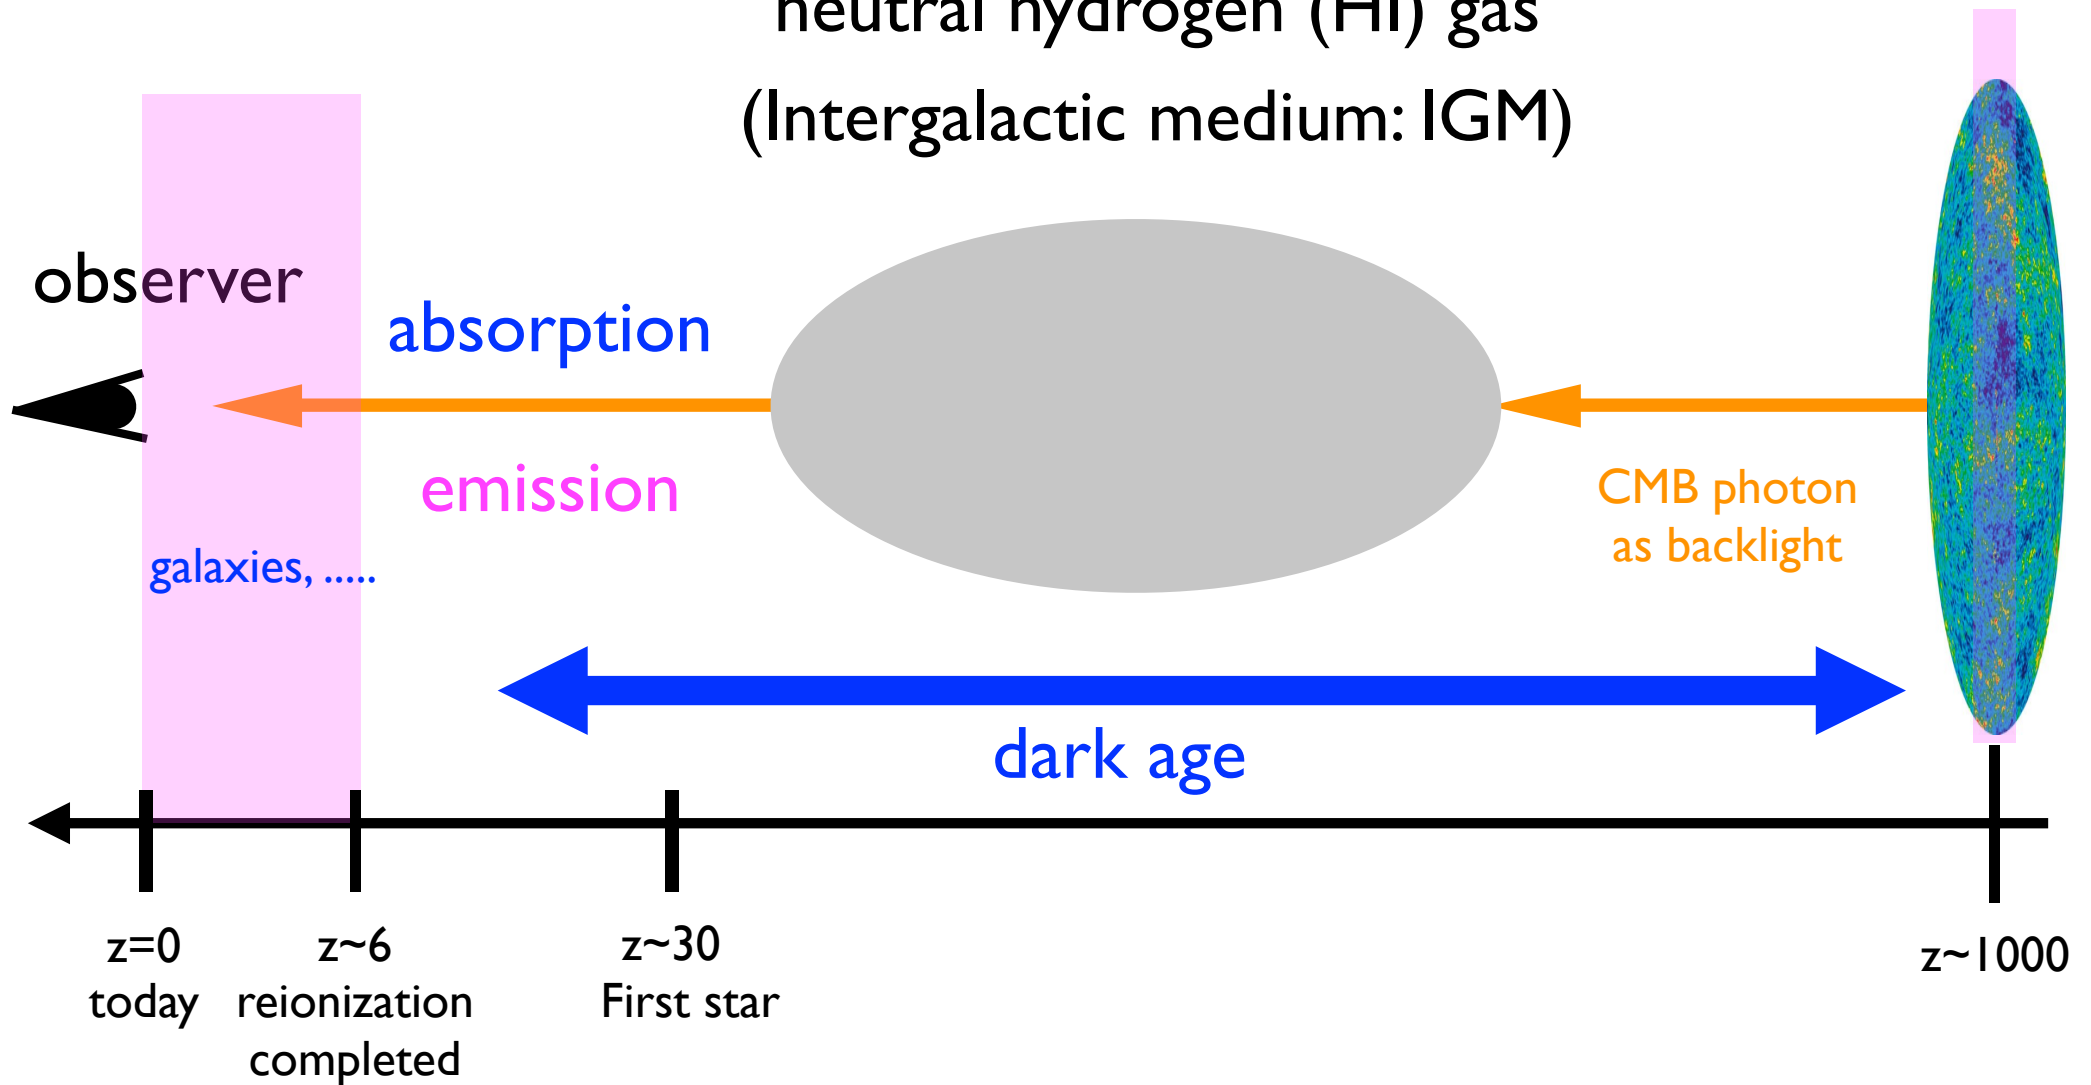 neutral hydrogen (HI) gas
(Intergalactic medium: IGM)
observer
absorption
emission
CMB photon
as backlight
galaxies, .....
dark age
z=0
today
z~6
reionization
completed
z~30
First star
z~1000